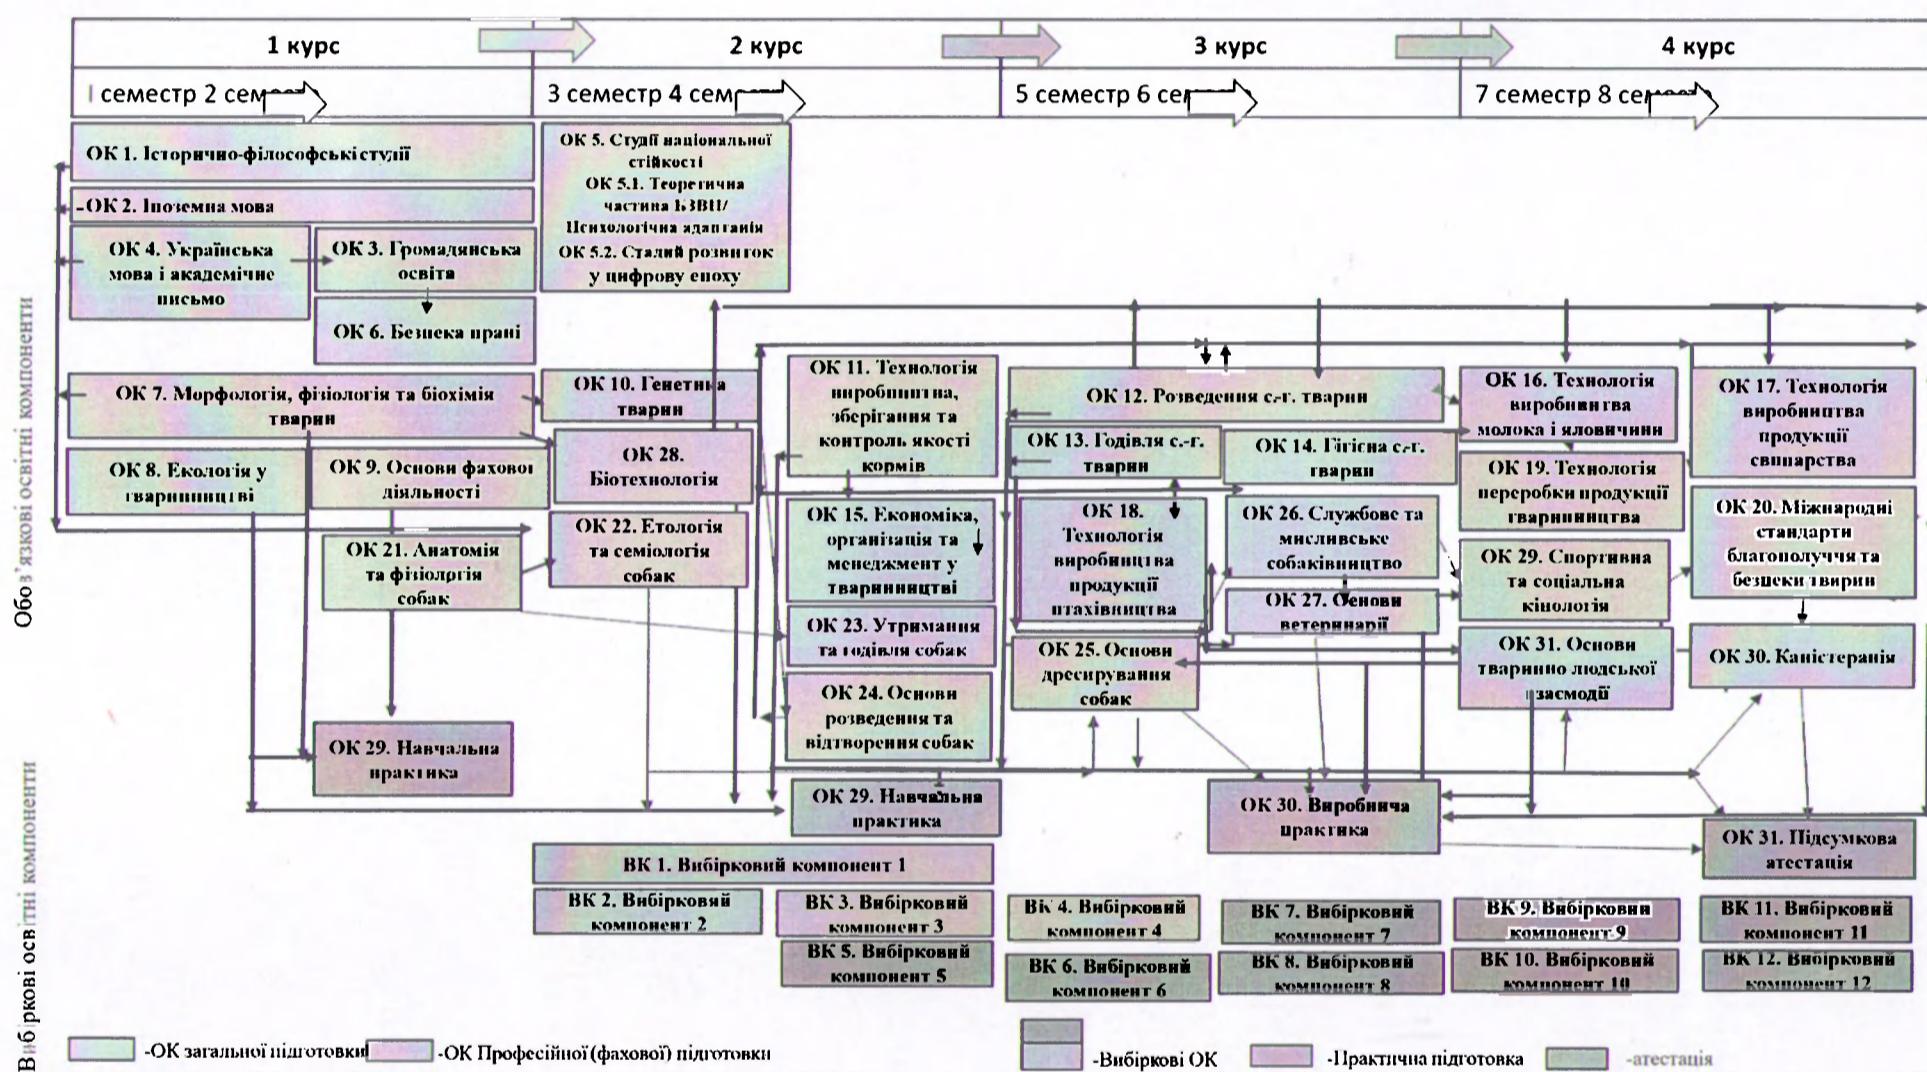 1 курс
2 курс
3 курс
4 курс
семестр 2 сем
3 семестр 4 сем
5 семестр 6 се
7 семестр 8 се
Обов'язкові освітні компоненти
ОК 1. Історично-філософські студії
-ОК 2. Іноземна мова
ОК 4. Українська
мова і академічне
письмо
ОК 3. Громадянська
освіта
ОК 6. Безпека праці
ОК 5. Студії національної
стійкості
ОК 5.1. Теоретична
частина БЗВП/
Психологічна адаптація
ОК 5.2. Сталий розвиток
у цифрову епоху
ОК 7. Морфологія, фізіологія та біохімія
тварин
ОК 8. Екологія у
тваринництві
ОК 9. Основи фахової
діяльності
ОК 21. Анатомія
та фізіологія
собак
ОК 29. Навчальна
практика
ОК 10. Генетика
тварин
ОК 28.
Біотехнологія
ОК 22. Етологія
та семіологія
собак
ОК 11. Технологія
виробництва,
зберігання та
контроль якості
кормів
ОК 15. Економіка,
організація та
менеджмент у
тваринництві
ОК 23. Утримання
та годівля собак
ОК 24. Основи
розведення та
відтворення собак
ОК 29. Навчальна
практика
ОК 12. Розведення с.-г. тварин
ОК 13. Годівля с.-г.
тварин
ОК 14. Гігієна с.-г.
тварин
ОК 18.
Технологія
виробництва
продукції
птахівництва
ОК 26. Службове та
мисливське
собаківництво
ОК 27. Основи
ветеринарії
ОК 25. Основи
дресирування
собак
ОК 30. Виробнича
практика
ОК 16. Технологія
виробництва
молока і яловичини
ОК 19. Технологія
переробки продукції
тваринництва
ОК 29. Спортивна
та соціальна
кінологія
ОК 31. Основи
тваринно людської
взаємодії
ОК 17. Технологія
виробництва
продукції
свинарства
ОК 20. Міжнародні
стандарти
благополуччя та
безпеки тварин
ОК 30. Каністерапія
ОК 31. Підсумкова
атестація
Вибіркові освітні компоненти
ВК 1. Вибірковий компонент 1
ВК 2. Вибірковий
компонент 2
ВК 3. Вибірковий
компонент 3
ВК 5. Вибірковий
компонент 5
ВК 4. Вибірковий
компонент 4
ВК 6. Вибірковий
компонент 6
ВК 7. Вибірковий
компонент 7
ВК 8. Вибірковий
компонент 8
ВК 9. Вибірковий
компонент 9
ВК 10. Вибірковий
компонент 10
ВК 11. Вибірковий
компонент 11
ВК 12. Вибірковий
компонент 12
-ОК загальної підготовки
-ОК Професійної (фахової) підготовки
-Вибіркові ОК
-Практична підготовка
-атестація